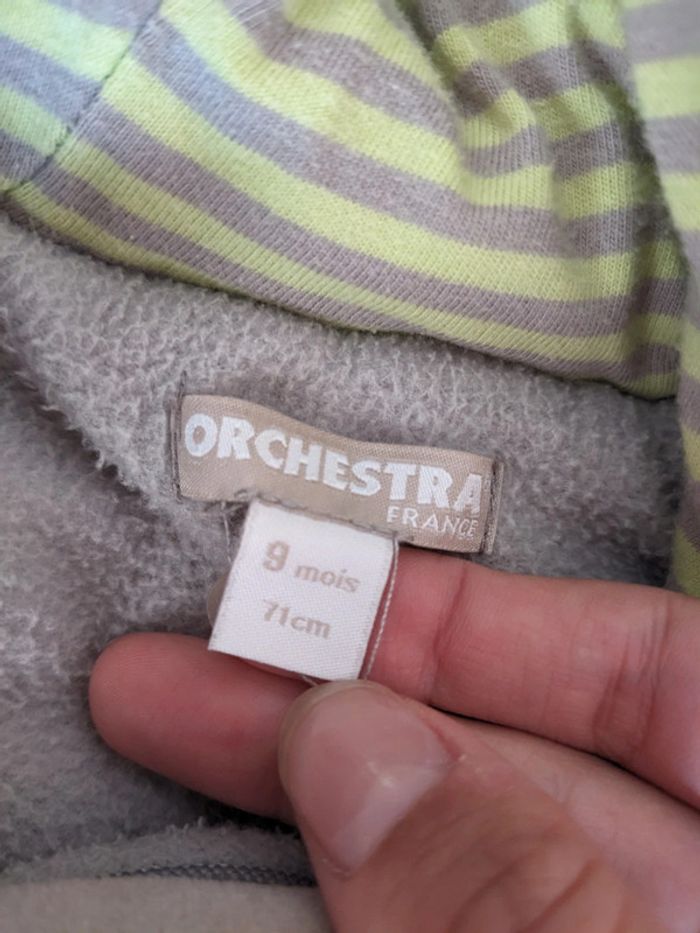 ORCHESTRA
FRANCE
9 mois
71cm